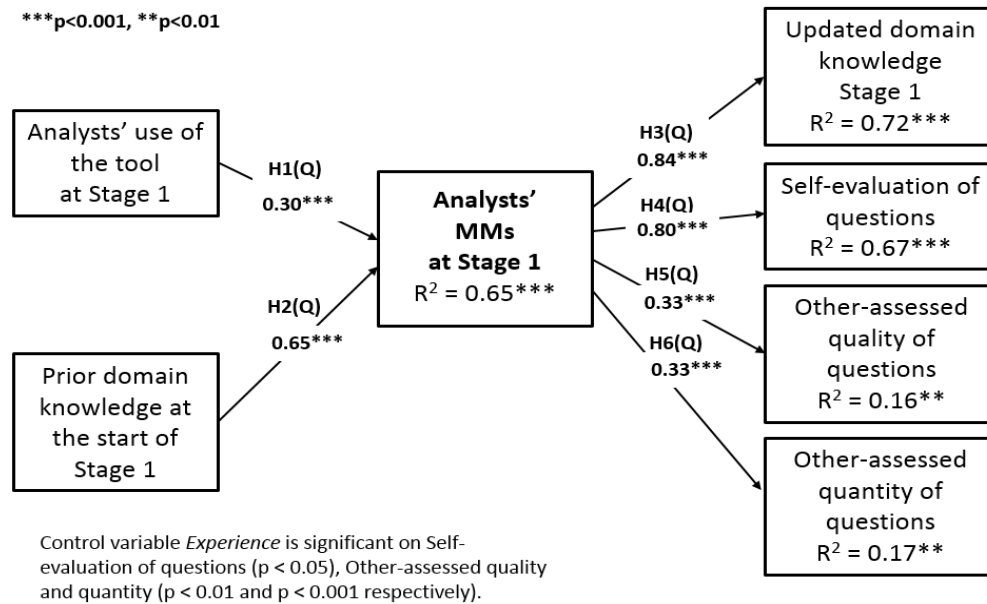 ***p<0.001, **p<0.01
Analysts' use of
the tool
at Stage 1
H1(Q)
0.30***
Prior domain
knowledge at
the start of
Stage 1
H2(Q)
0.65***
Analysts'
MMs
at Stage 1
R² = 0.65***
H3(Q)
0.84***
H4(Q)
0.80***
H5(Q)
0.33***
H6(Q)
0.33***
Updated domain
knowledge
Stage 1
R² = 0.72***
Self-evaluation of
questions
R² = 0.67***
Other-assessed
quality of
questions
R² = 0.16**
Other-assessed
quantity of
questions
R² = 0.17**
Control variable Experience is significant on Self-
evaluation of questions (p < 0.05), Other-assessed quality
and quantity (p < 0.01 and p < 0.001 respectively).